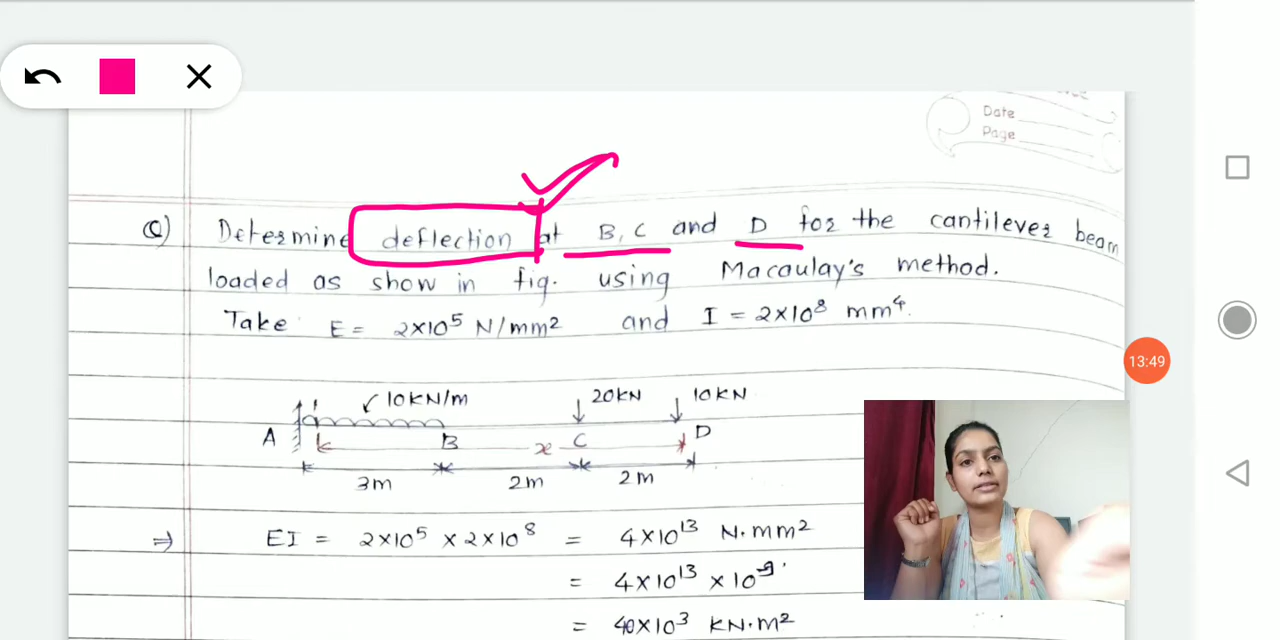 Date
Page
Q) Determine deflection at B, C and D for the cantilever beam
loaded as show in fig. using Macaulay's method.
Take E = 2×10⁵ N/mm² and I = 2×10⁸ mm⁴.
10KN/m 20KN 10KN
A B x C D
3m 2m 2m
13:49
⇒ EI = 2×10⁵ × 2×10⁸ = 4×10¹³ N·mm²
= 4×10¹³ × 10⁻⁹
= 40×10³ KN·m²